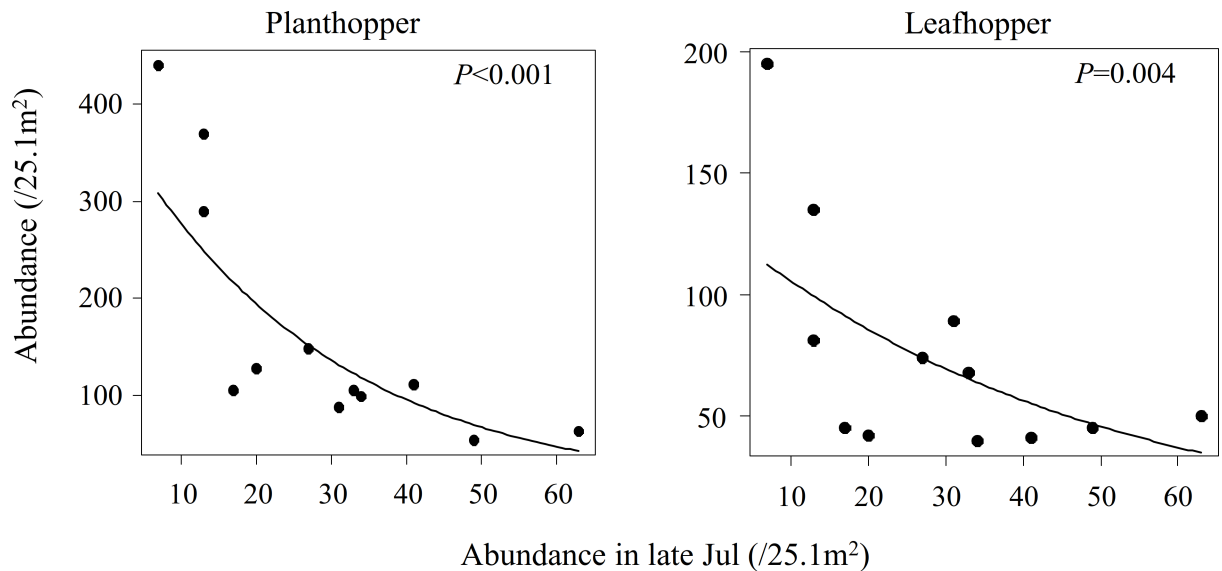 Planthopper
Leafhopper
P<0.001
P=0.004
Abundance (/25.1m²)
400
300
200
100
10 20 30 40 50 60
200
150
100
50
10 20 30 40 50 60
Abundance in late Jul (/25.1m²)